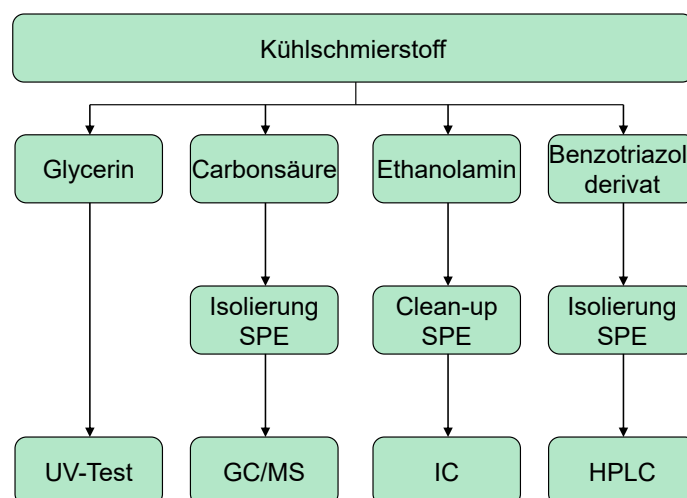 Kühlschmierstoff
Glycerin
Carbonsäure
Ethanolamin
Benzotriazol
derivat
Isolierung
SPE
Clean-up
SPE
Isolierung
SPE
UV-Test
GC/MS
IC
HPLC